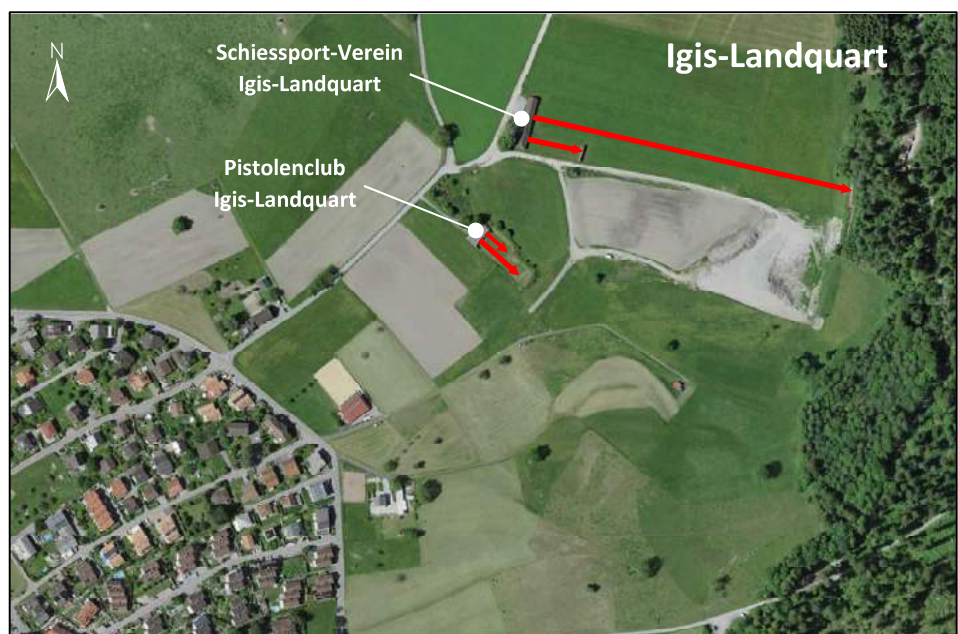 Igis-Landquart
N
Schiessport-Verein
Igis-Landquart
Pistolenclub
Igis-Landquart